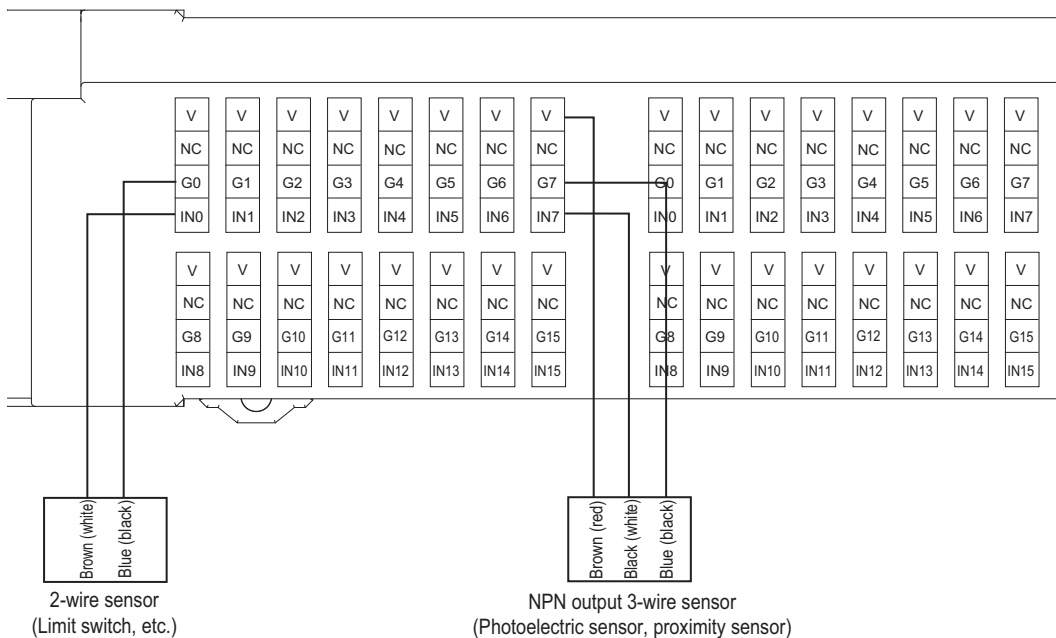 V V V V V V V V V V V V V V V V
NC NC NC NC NC NC NC NC NC NC NC NC NC NC NC NC
G0 G1 G2 G3 G4 G5 G6 G7 G0 G1 G2 G3 G4 G5 G6 G7
IN0 IN1 IN2 IN3 IN4 IN5 IN6 IN7 IN0 IN1 IN2 IN3 IN4 IN5 IN6 IN7
V V V V V V V V V V V V V V V V
NC NC NC NC NC NC NC NC NC NC NC NC NC NC NC NC
G8 G9 G10 G11 G12 G13 G14 G15 G8 G9 G10 G11 G12 G13 G14 G15
IN8 IN9 IN10 IN11 IN12 IN13 IN14 IN15 IN8 IN9 IN10 IN11 IN12 IN13 IN14 IN15
Brown (white)
Blue (black)
2-wire sensor
(Limit switch, etc.)
Brown (red)
Black (white)
Blue (black)
NPN output 3-wire sensor
(Photoelectric sensor, proximity sensor)